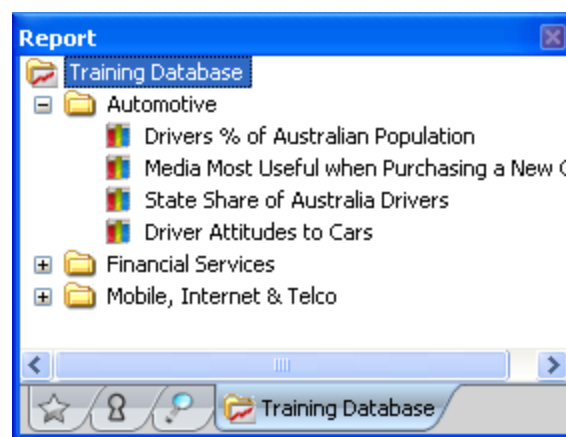 Report
Training Database
Automotive
Drivers % of Australian Population
Media Most Useful when Purchasing a New
State Share of Australia Drivers
Driver Attitudes to Cars
Financial Services
Mobile, Internet & Telco
Training Database